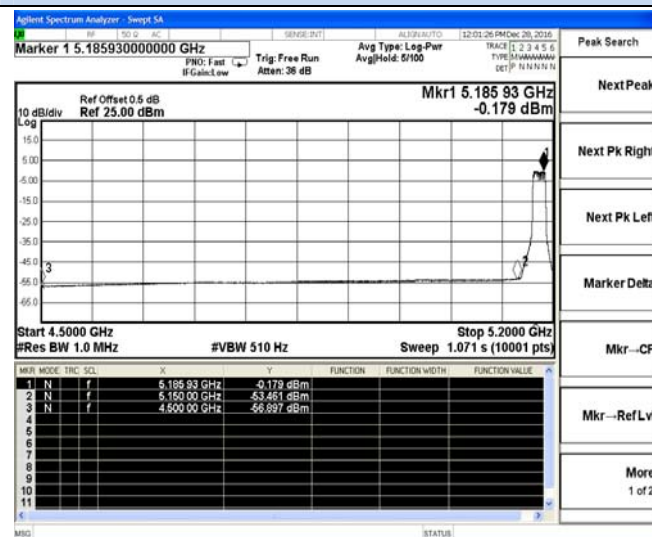 Agilent Spectrum Analyzer - Swept SA
RF 50 Ω AC SENSE:INT ALIGN AUTO 12:01:26 PM Dec 28, 2016
Marker 1 5.185930000000 GHz
PNO: Fast
IFGain:Low
Trig: Free Run
Atten: 36 dB
Avg Type: Log-Pwr
Avg|Hold: 5/100
TRACE 1 2 3 4 5 6
TYPE
DET P N N N N N
Peak Search
Next Peak
Next Pk Right
Next Pk Left
Marker Delta
Mkr→CF
Mkr→Ref Lvl
More
1 of 2
Mkr1 5.185 93 GHz
-0.179 dBm
Ref Offset 0.5 dB
10 dB/div Ref 25.00 dBm
Log
15.0
5.00
-5.00
-15.0
-25.0
-35.0
-45.0
-55.0
-65.0
1
2
3
Start 4.5000 GHz
Stop 5.2000 GHz
#Res BW 1.0 MHz
#VBW 510 Hz
Sweep 1.071 s (10001 pts)
MKR MODE TRC SCL X Y FUNCTION FUNCTION WIDTH FUNCTION VALUE
1 N f 5.185 93 GHz -0.179 dBm
2 N f 5.150 00 GHz -53.461 dBm
3 N f 4.500 00 GHz -56.897 dBm
4
5
6
7
8
9
10
11
MSG
STATUS